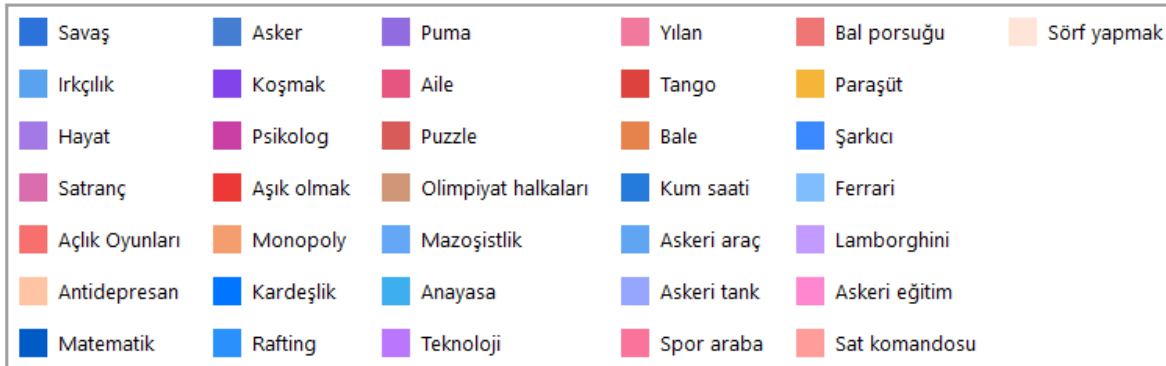 Savaş Asker Puma Yılan Bal porsuğu Sörf yapmak
Irkçılık Koşmak Aile Tango Paraşüt
Hayat Psikolog Puzzle Bale Şarkıcı
Satranç Aşık olmak Olimpiyat halkaları Kum saati Ferrari
Açlık Oyunları Monopoly Mazoşistlik Askeri araç Lamborghini
Antidepresan Kardeşlik Anayasa Askeri tank Askeri eğitim
Matematik Rafting Teknoloji Spor araba Sat komandosu